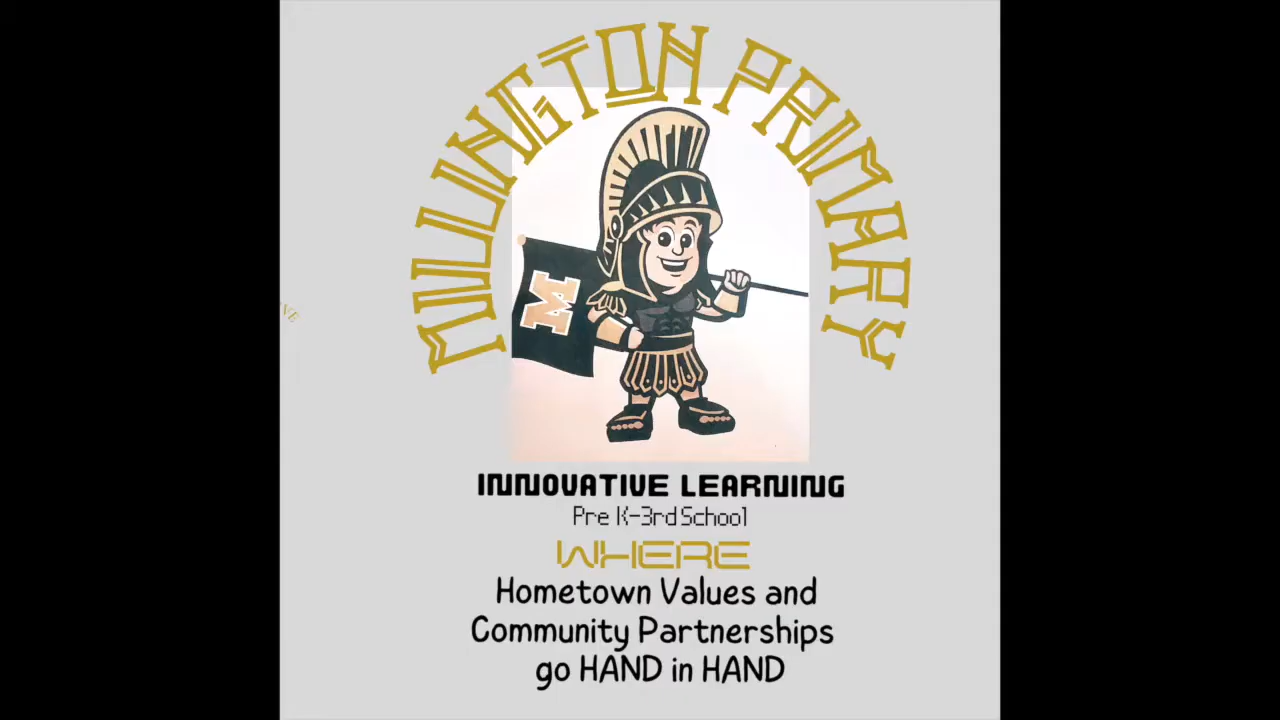 MILLINGTON PRIMARY
M
INNOVATIVE LEARNING
Pre K-3rd School
WHERE
Hometown Values and
Community Partnerships
go HAND in HAND